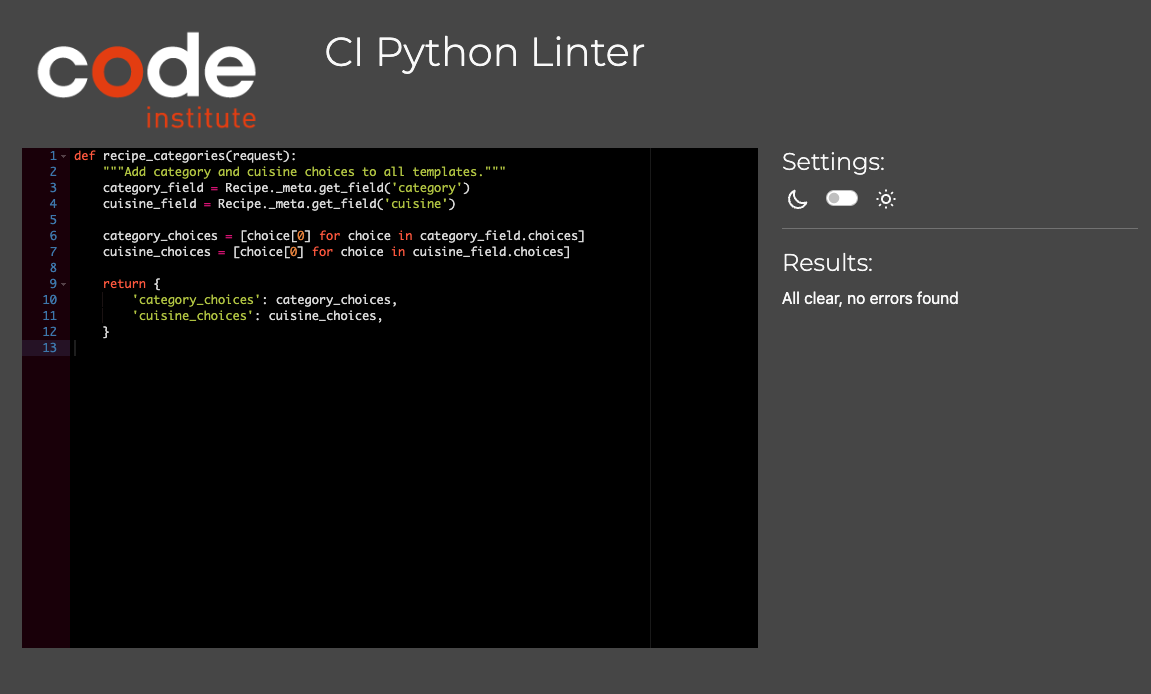 code
institute
CI Python Linter
1 def recipe_categories(request):
2 """Add category and cuisine choices to all templates."""
3 category_field = Recipe._meta.get_field('category')
4 cuisine_field = Recipe._meta.get_field('cuisine')
5
6 category_choices = [choice[0] for choice in category_field.choices]
7 cuisine_choices = [choice[0] for choice in cuisine_field.choices]
8
9 return {
10 'category_choices': category_choices,
11 'cuisine_choices': cuisine_choices,
12 }
13
Settings:
Results:
All clear, no errors found